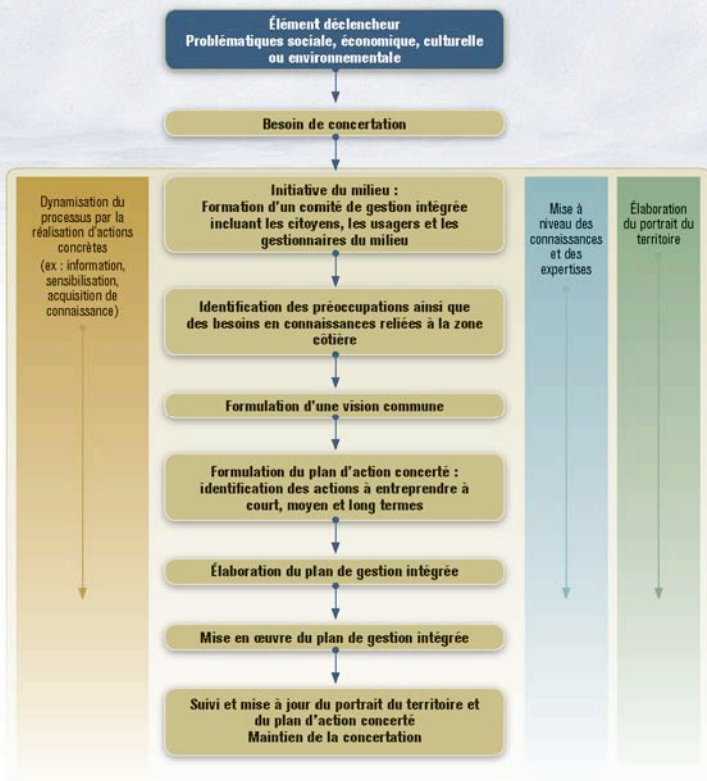 Élément déclencheur
Problématiques sociale, économique, culturelle
ou environnementale
Besoin de concertation
Dynamisation du
processus par la
réalisation d'actions
concrètes
(ex : information,
sensibilisation,
acquisition de
connaissance)
Initiative du milieu :
Formation d'un comité de gestion intégrée
incluant les citoyens, les usagers et les
gestionnaires du milieu
Mise à
niveau des
connaissances
et des
expertises
Élaboration
du portrait du
territoire
Identification des préoccupations ainsi que
des besoins en connaissances reliées à la zone
côtière
Formulation d'une vision commune
Formulation du plan d'action concerté :
identification des actions à entreprendre à
court, moyen et long termes
Élaboration du plan de gestion intégrée
Mise en œuvre du plan de gestion intégrée
Suivi et mise à jour du portrait du territoire et
du plan d'action concerté
Maintien de la concertation